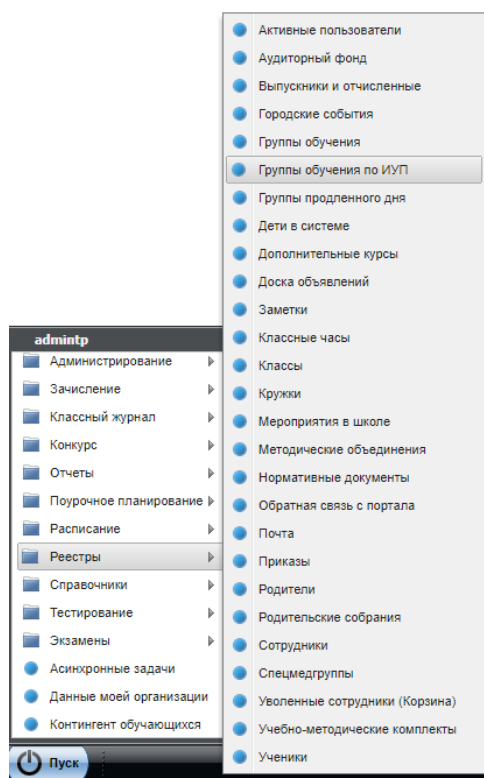 Активные пользователи
Аудиторный фонд
Выпускники и отчисленные
Городские события
Группы обучения
Группы обучения по ИУП
Группы продленного дня
Дети в системе
Дополнительные курсы
Доска объявлений
Заметки
Классные часы
Классы
Кружки
Мероприятия в школе
Методические объединения
Нормативные документы
Обратная связь с портала
Почта
Приказы
Родители
Родительские собрания
Сотрудники
Спецмедгруппы
Уволенные сотрудники (Корзина)
Учебно-методические комплекты
Ученики
admintp
Администрирование
Зачисление
Классный журнал
Конкурс
Отчеты
Поурочное планирование
Расписание
Реестры
Справочники
Тестирование
Экзамены
Асинхронные задачи
Данные моей организации
Контингент обучающихся
Пуск